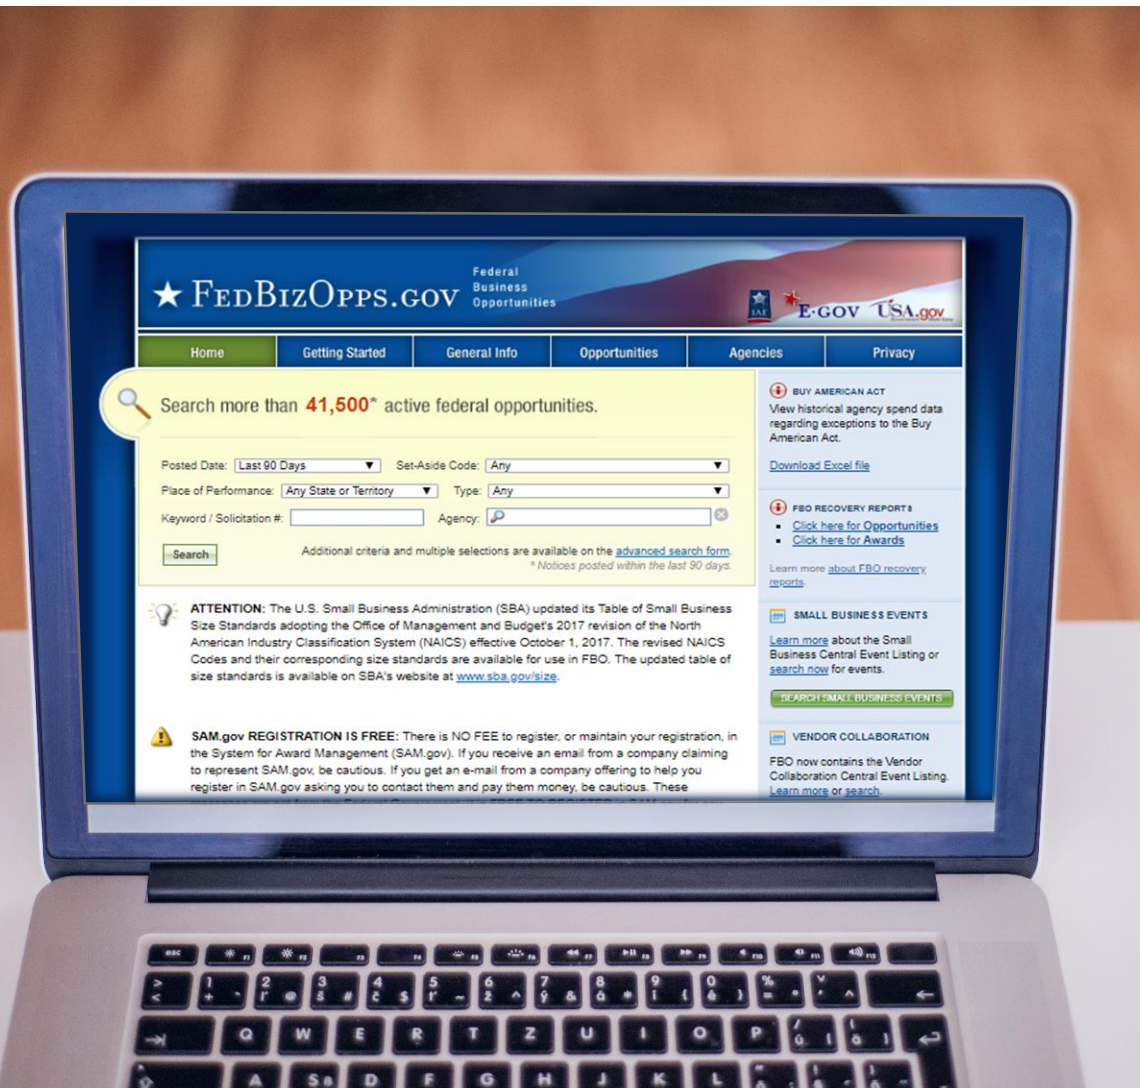 FEDBIZOPPS.GOV
Federal
Business
Opportunities
IAE
E-GOV
USA.gov
Home
Getting Started
General Info
Opportunities
Agencies
Privacy
Search more than 41,500* active federal opportunities.
Posted Date: Last 90 Days Set-Aside Code: Any
Place of Performance: Any State or Territory Type: Any
Keyword / Solicitation #: Agency:
Search
Additional criteria and multiple selections are available on the advanced search form.
* Notices posted within the last 90 days.
ATTENTION: The U.S. Small Business Administration (SBA) updated its Table of Small Business
Size Standards adopting the Office of Management and Budget's 2017 revision of the North
American Industry Classification System (NAICS) effective October 1, 2017. The revised NAICS
Codes and their corresponding size standards are available for use in FBO. The updated table of
size standards is available on SBA's website at www.sba.gov/size.
SAM.gov REGISTRATION IS FREE: There is NO FEE to register, or maintain your registration, in
the System for Award Management (SAM.gov). If you receive an email from a company claiming
to represent SAM.gov, be cautious. If you get an e-mail from a company offering to help you
register in SAM.gov asking you to contact them and pay them money, be cautious. These
BUY AMERICAN ACT
View historical agency spend data
regarding exceptions to the Buy
American Act.
Download Excel file
FBO RECOVERY REPORTS
Click here for Opportunities
Click here for Awards
Learn more about FBO recovery
reports.
SMALL BUSINESS EVENTS
Learn more about the Small
Business Central Event Listing or
search now for events.
SEARCH SMALL BUSINESS EVENTS
VENDOR COLLABORATION
FBO now contains the Vendor
Collaboration Central Event Listing.
Learn more or search.
esc
Q W E R T Z U I O P
A S D F G H J K L